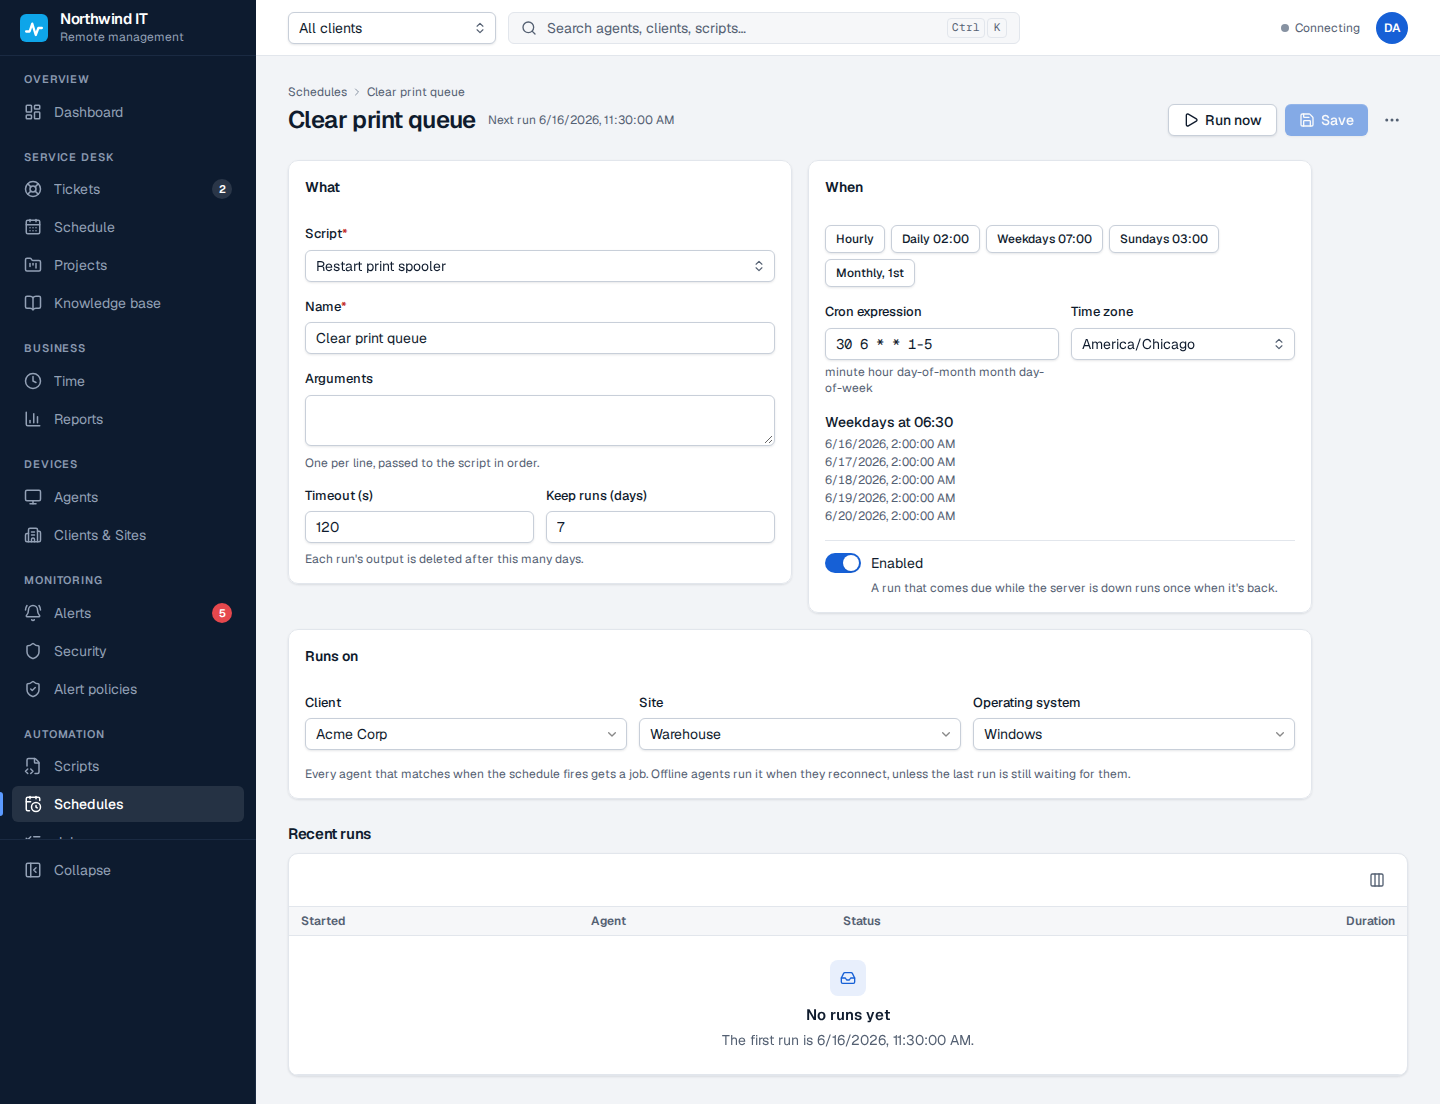 Northwind IT
Remote management
All clients
Search agents, clients, scripts...
Ctrl K
Connecting
DA
OVERVIEW
Dashboard
SERVICE DESK
Tickets 2
Schedule
Projects
Knowledge base
BUSINESS
Time
Reports
DEVICES
Agents
Clients & Sites
MONITORING
Alerts 5
Security
Alert policies
AUTOMATION
Scripts
Schedules
Collapse
Schedules > Clear print queue
Clear print queue
Next run 6/16/2026, 11:30:00 AM
Run now
Save
What
Script*
Restart print spooler
Name*
Clear print queue
Arguments
One per line, passed to the script in order.
Timeout (s) Keep runs (days)
120 7
Each run's output is deleted after this many days.
When
Hourly Daily 02:00 Weekdays 07:00 Sundays 03:00
Monthly, 1st
Cron expression Time zone
30 6 * * 1-5 America/Chicago
minute hour day-of-month month day-
of-week
Weekdays at 06:30
6/16/2026, 2:00:00 AM
6/17/2026, 2:00:00 AM
6/18/2026, 2:00:00 AM
6/19/2026, 2:00:00 AM
6/20/2026, 2:00:00 AM
Enabled
A run that comes due while the server is down runs once when it's back.
Runs on
Client Site Operating system
Acme Corp Warehouse Windows
Every agent that matches when the schedule fires gets a job. Offline agents run it when they reconnect, unless the last run is still waiting for them.
Recent runs
Started Agent Status Duration
No runs yet
The first run is 6/16/2026, 11:30:00 AM.